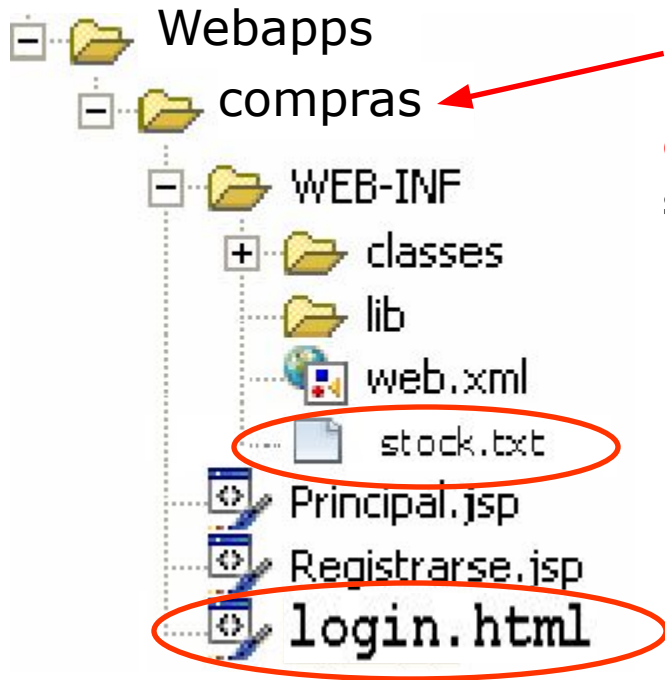 Webapps
compras
WEB-INF
classes
lib
web.xml
stock.txt
Principal.jsp
Registrarse.jsp
login.html